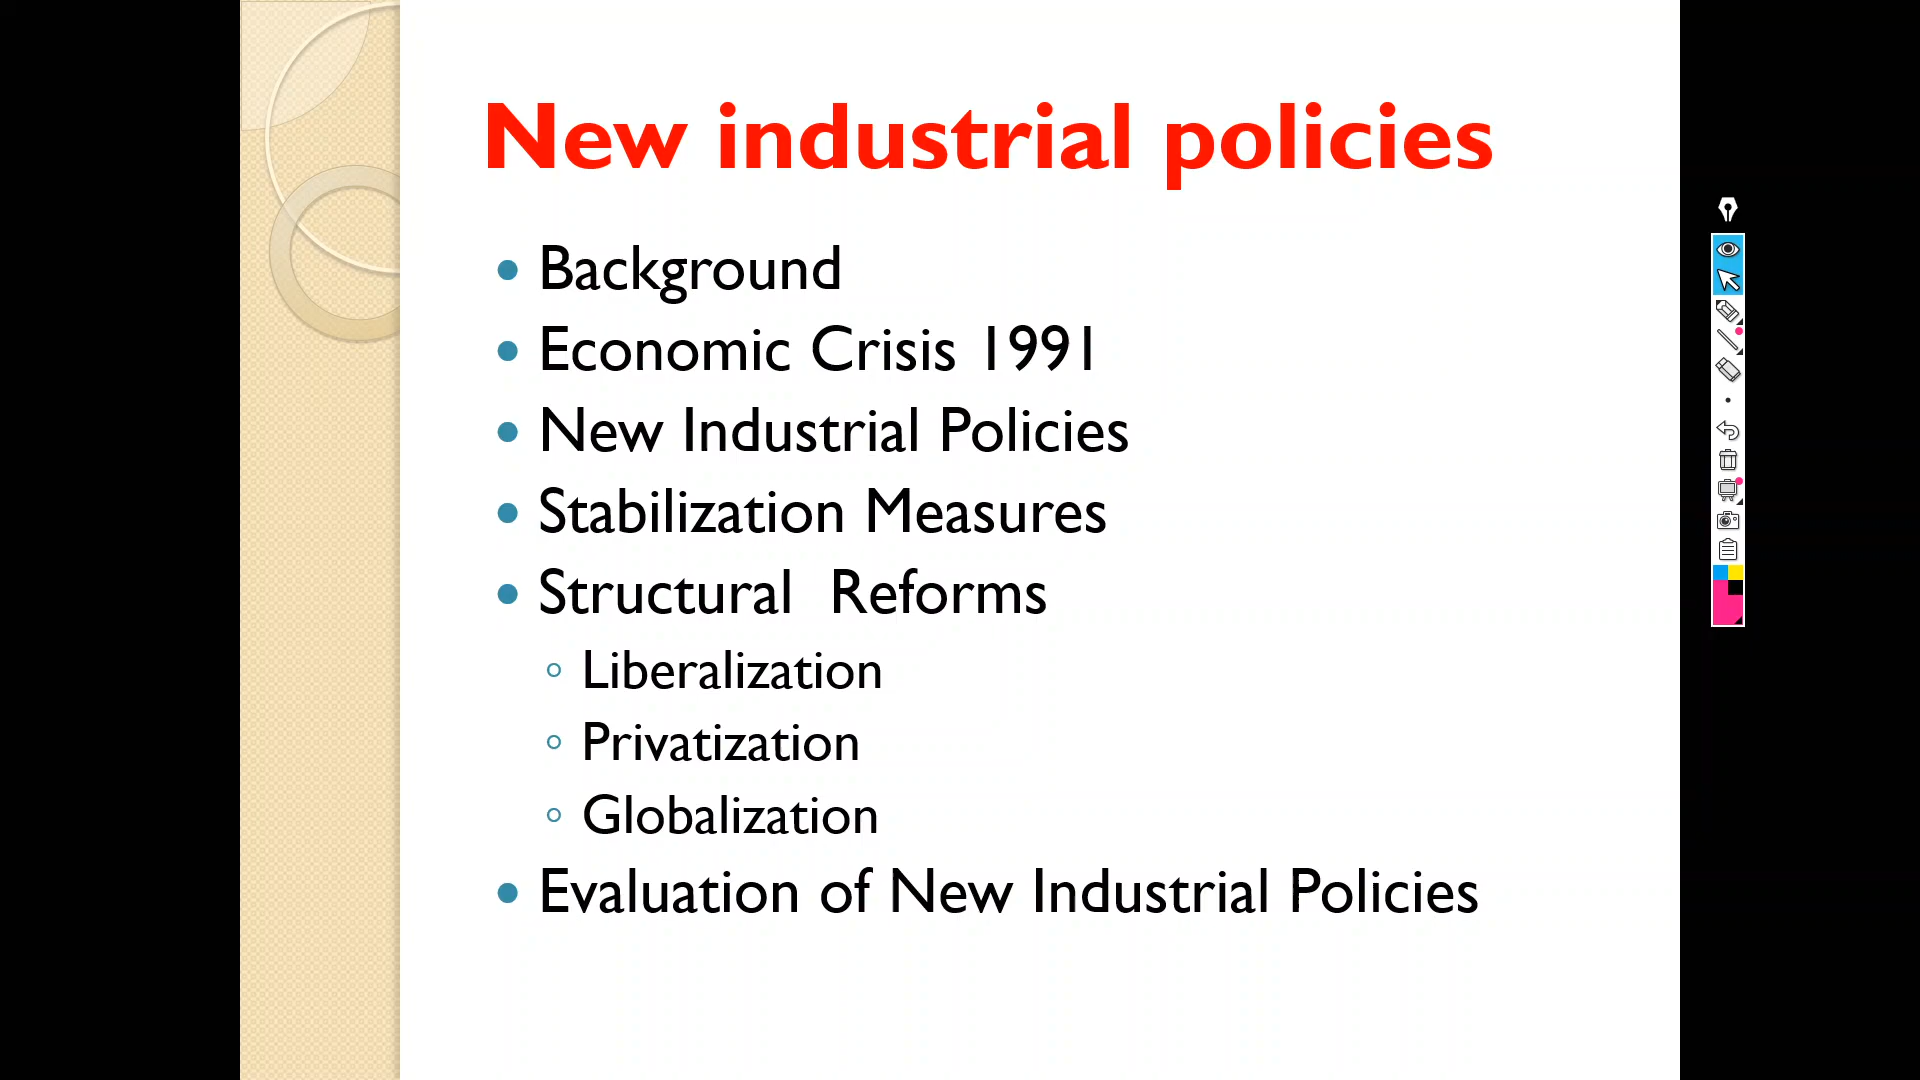 New industrial policies
Background
Economic Crisis 1991
New Industrial Policies
Stabilization Measures
Structural  Reforms
Liberalization
Privatization
Globalization
Evaluation of New Industrial Policies